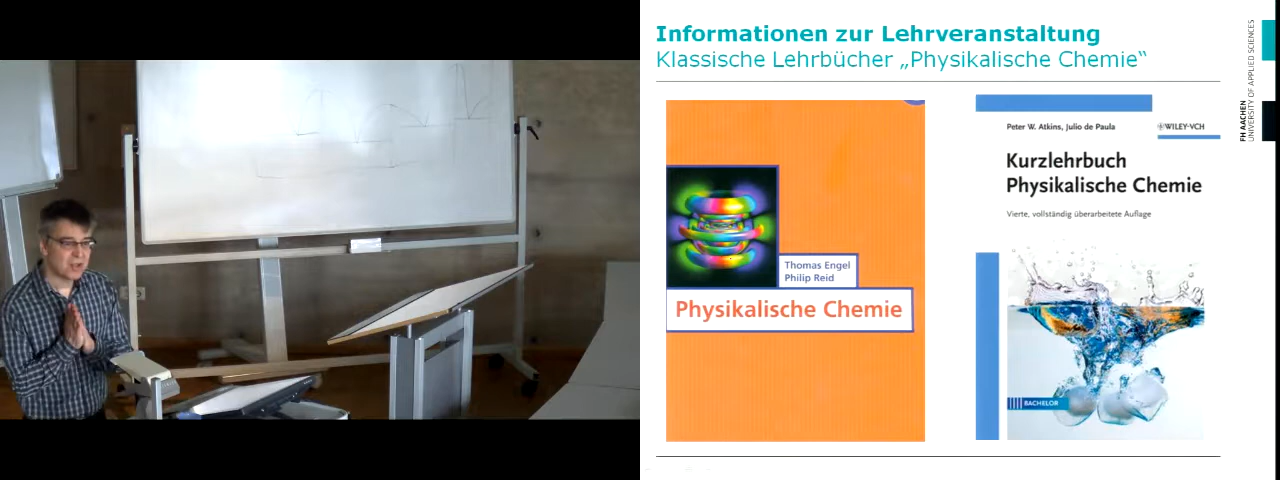 Informationen zur Lehrveranstaltung
Klassische Lehrbücher „Physikalische Chemie“
Thomas Engel
Philip Reid
Physikalische Chemie
Peter W. Atkins, Julio de Paula
WILEY-VCH
Kurzlehrbuch
Physikalische Chemie
Vierte, vollständig überarbeitete Auflage
BACHELOR
FH AACHEN
UNIVERSITY OF APPLIED SCIENCES